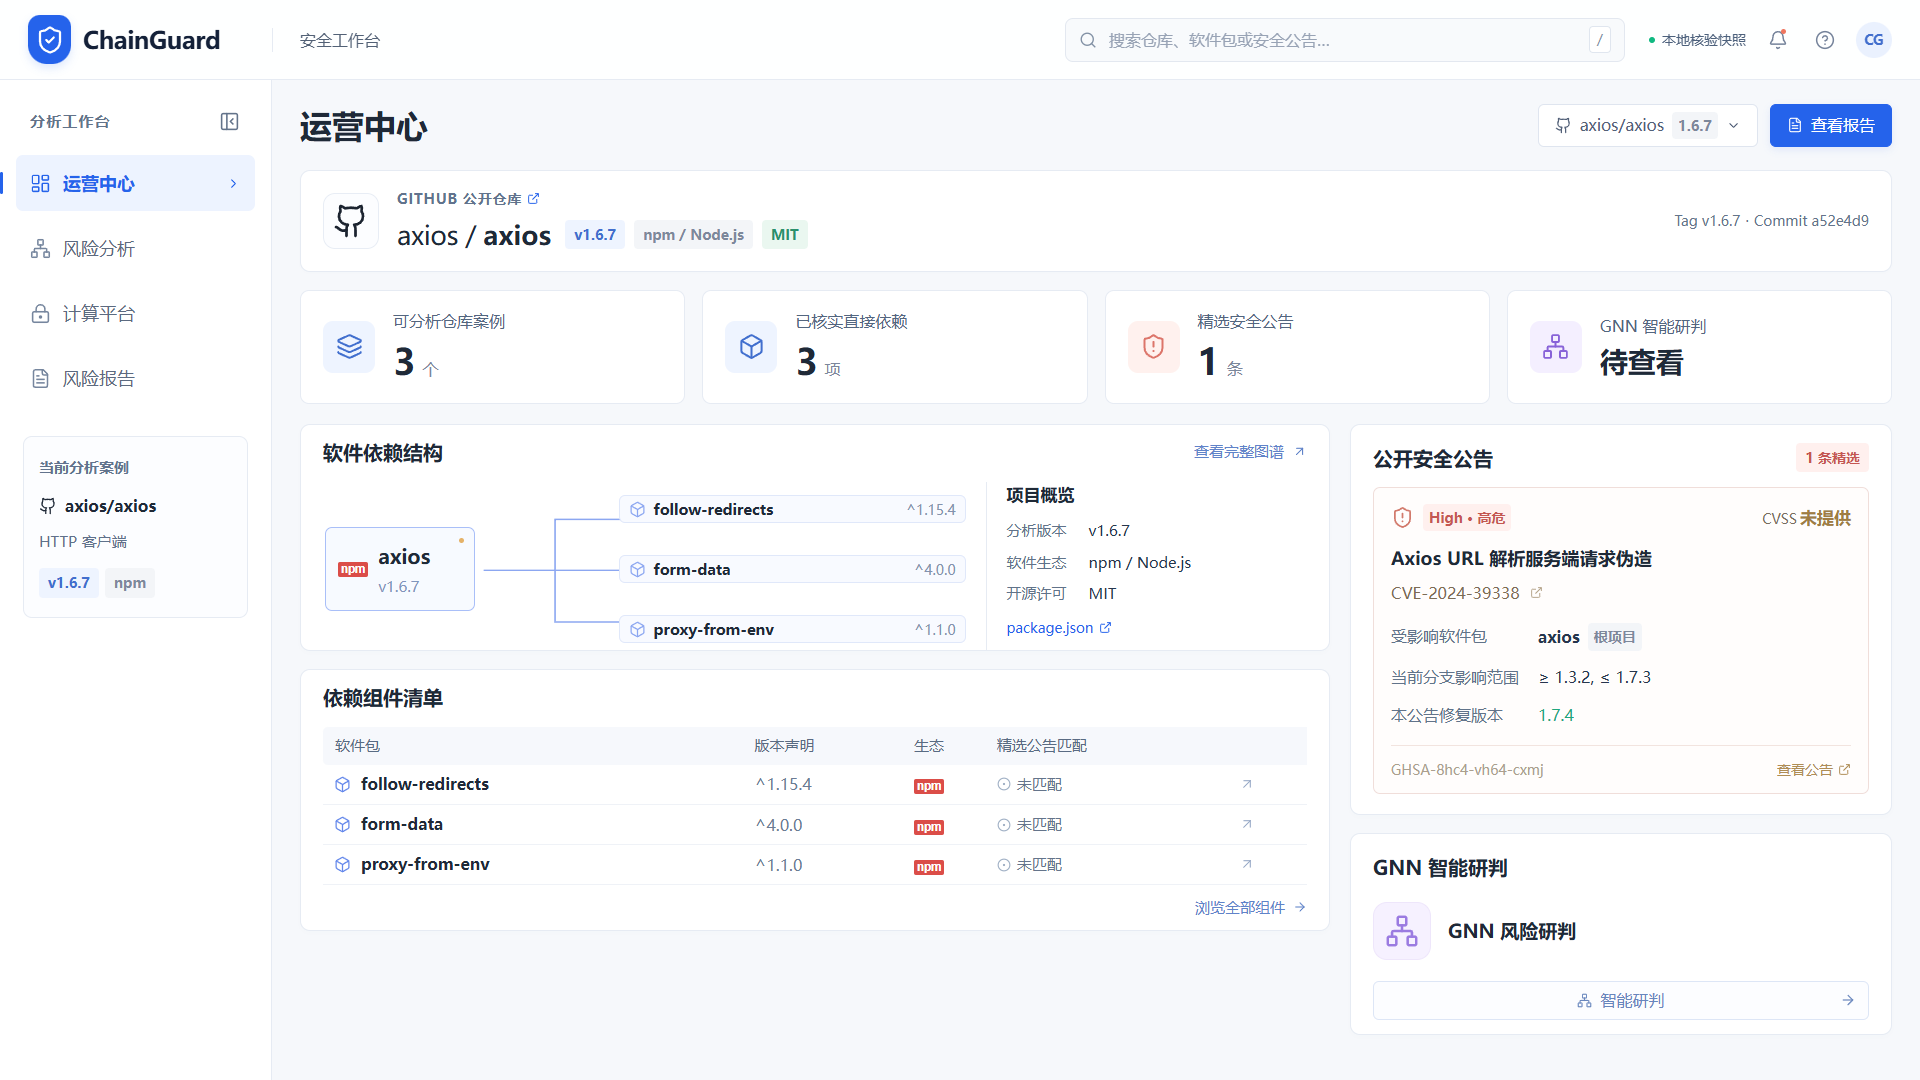 ChainGuard
安全工作台
搜索仓库、软件包或安全公告...
/
本地核验快照
CG
分析工作台
运营中心
风险分析
计算平台
风险报告
当前分析案例
axios/axios
HTTP 客户端
v1.6.7 npm
运营中心
axios/axios 1.6.7
查看报告
GITHUB 公开仓库
axios / axios v1.6.7 npm / Node.js MIT
Tag v1.6.7 · Commit a52e4d9
可分析仓库案例
3 个
已核实直接依赖
3 项
精选安全公告
1 条
GNN 智能研判
待查看
软件依赖结构
查看完整图谱
npm
axios
v1.6.7
follow-redirects ^1.15.4
form-data ^4.0.0
proxy-from-env ^1.1.0
项目概览
分析版本 v1.6.7
软件生态 npm / Node.js
开源许可 MIT
package.json
依赖组件清单
软件包 版本声明 生态 精选公告匹配
follow-redirects ^1.15.4 npm 未匹配
form-data ^4.0.0 npm 未匹配
proxy-from-env ^1.1.0 npm 未匹配
浏览全部组件
公开安全公告
1 条精选
High • 高危
CVSS 未提供
Axios URL 解析服务端请求伪造
CVE-2024-39338
受影响软件包 axios 根项目
当前分支影响范围 ≥ 1.3.2, ≤ 1.7.3
本公告修复版本 1.7.4
GHSA-8hc4-vh64-cxmj
查看公告
GNN 智能研判
GNN 风险研判
智能研判